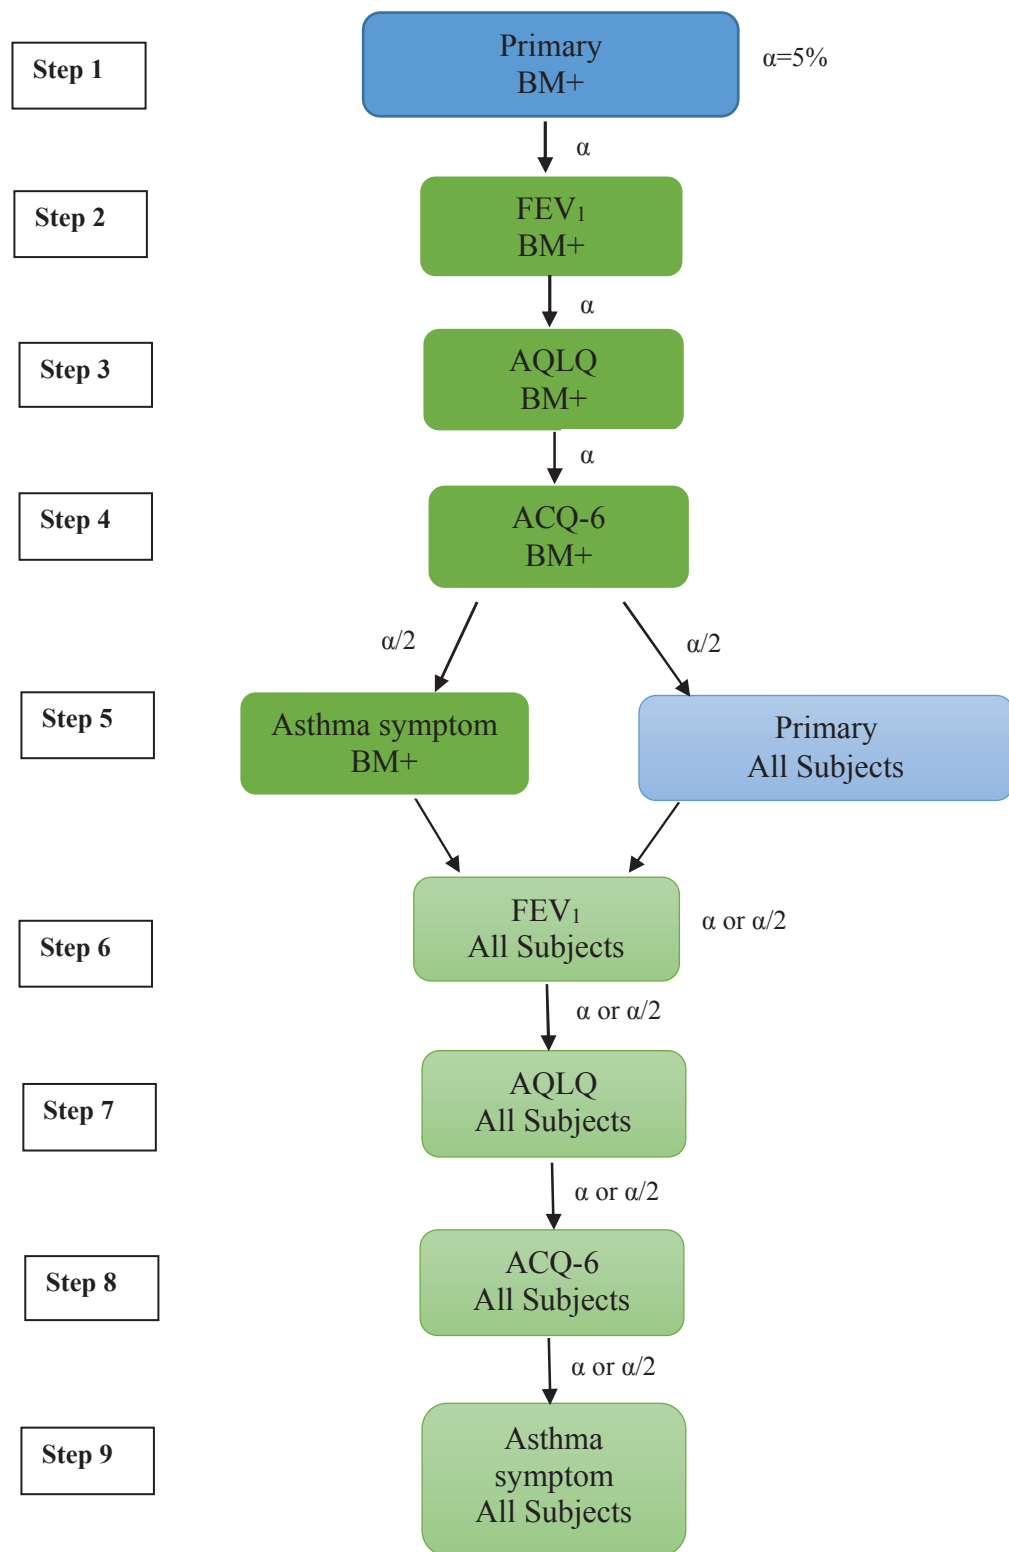 Step 1
Primary
BM+
α=5%
α
Step 2
FEV₁
BM+
α
Step 3
AQLQ
BM+
α
Step 4
ACQ-6
BM+
α/2
α/2
Step 5
Asthma symptom
BM+
Primary
All Subjects
Step 6
FEV₁
All Subjects
α or α/2
α or α/2
Step 7
AQLQ
All Subjects
α or α/2
Step 8
ACQ-6
All Subjects
α or α/2
Step 9
Asthma
symptom
All Subjects